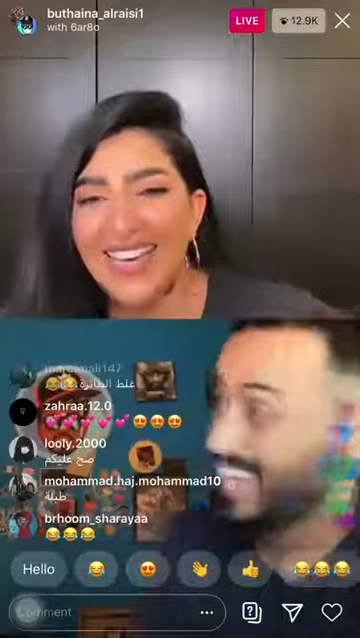 buthaina_alraisi1
with 6ar8o
LIVE
12.9K
غلط الطائرة
zahraa.12.0
💕💕💕💕💕😍😍😍
looly.2000
صح عليكم
mohammad.haj.mohammad10
طبلة
brhoom_sharayaa
😂😂😂
Hello
😂
😍
👋
👍
😂😂😂
Comment